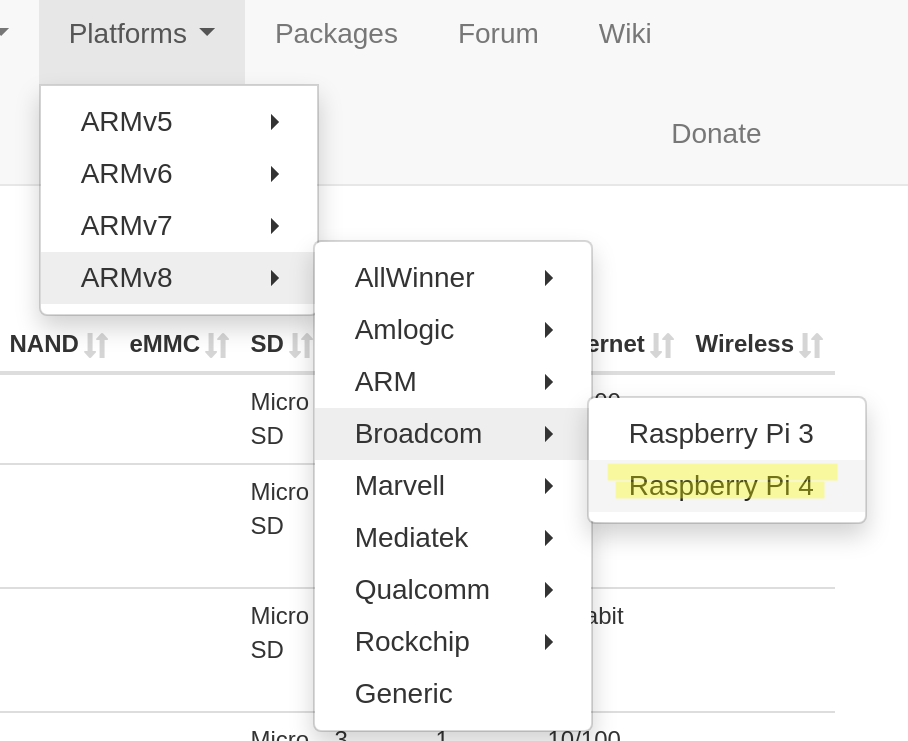 Platforms
Packages
Forum
Wiki
Donate
ARMv5
ARMv6
ARMv7
ARMv8
AllWinner
Amlogic
ARM
Broadcom
Marvell
Mediatek
Qualcomm
Rockchip
Generic
Raspberry Pi 3
Raspberry Pi 4
NAND
eMMC
SD
ernet
Wireless
Micro
SD
Micro
SD
Micro
SD
abit
Micro
3
1
10/100